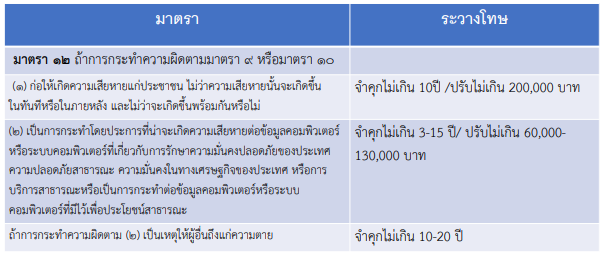 มาตรา
ระวางโทษ
มาตรา ๑๒ ถ้าการกระทำความผิดตามมาตรา ๙ หรือมาตรา ๑๐
(๑) ก่อให้เกิดความเสียหายแก่ประชาชน ไม่ว่าความเสียหายนั้นจะเกิดขึ้น
ในทันทีหรือในภายหลัง และไม่ว่าจะเกิดขึ้นพร้อมกันหรือไม่
จำคุกไม่เกิน 10ปี /ปรับไม่เกิน 200,000 บาท
(๒) เป็นการกระทำโดยประการที่น่าจะเกิดความเสียหายต่อข้อมูลคอมพิวเตอร์
หรือระบบคอมพิวเตอร์ที่เกี่ยวกับการรักษาความมั่นคงปลอดภัยของประเทศ
ความปลอดภัยสาธารณะ ความมั่นคงในทางเศรษฐกิจของประเทศ หรือการ
บริการสาธารณะหรือเป็นการกระทำต่อข้อมูลคอมพิวเตอร์หรือระบบ
คอมพิวเตอร์ที่มีไว้เพื่อประโยชน์สาธารณะ
จำคุกไม่เกิน 3-15 ปี/ ปรับไม่เกิน 60,000-
130,000 บาท
ถ้าการกระทำความผิดตาม (๒) เป็นเหตุให้ผู้อื่นถึงแก่ความตาย
จำคุกไม่เกิน 10-20 ปี